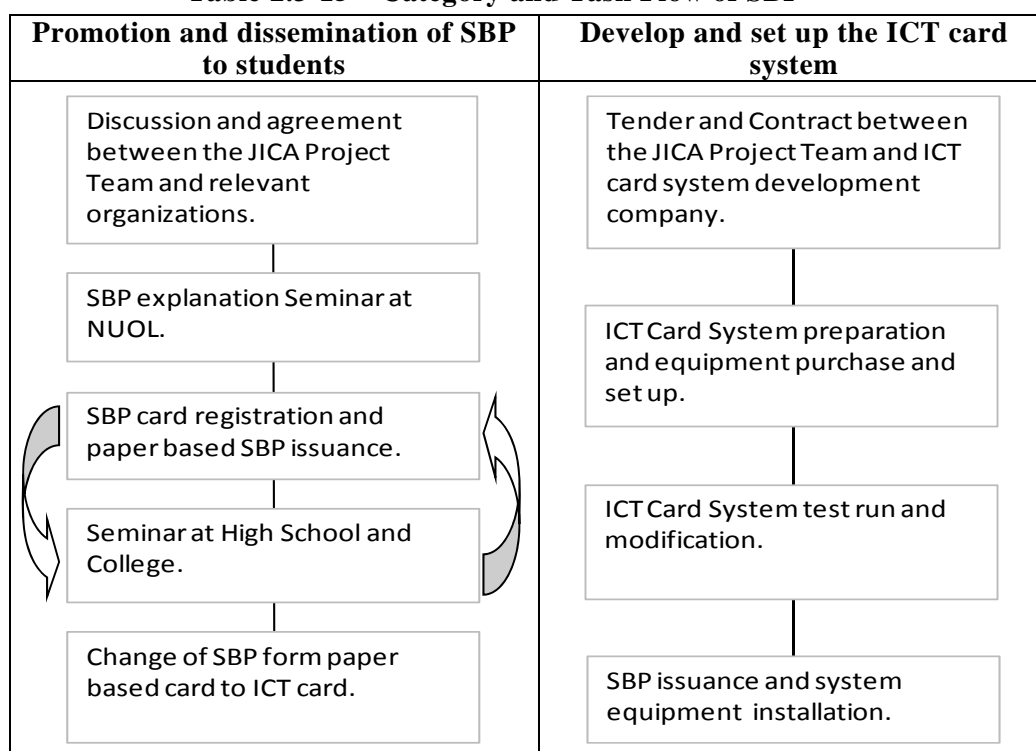 Promotion and dissemination of SBP
to students
Develop and set up the ICT card
system
Discussion and agreement
between the JICA Project
Team and relevant
organizations.
SBP explanation Seminar at
NUOL.
SBP card registration and
paper based SBP issuance.
Seminar at High School and
College.
Change of SBP form paper
based card to ICT card.
Tender and Contract between
the JICA Project Team and ICT
card system development
company.
ICT Card System preparation
and equipment purchase and
set up.
ICT Card System test run and
modification.
SBP issuance and system
equipment installation.